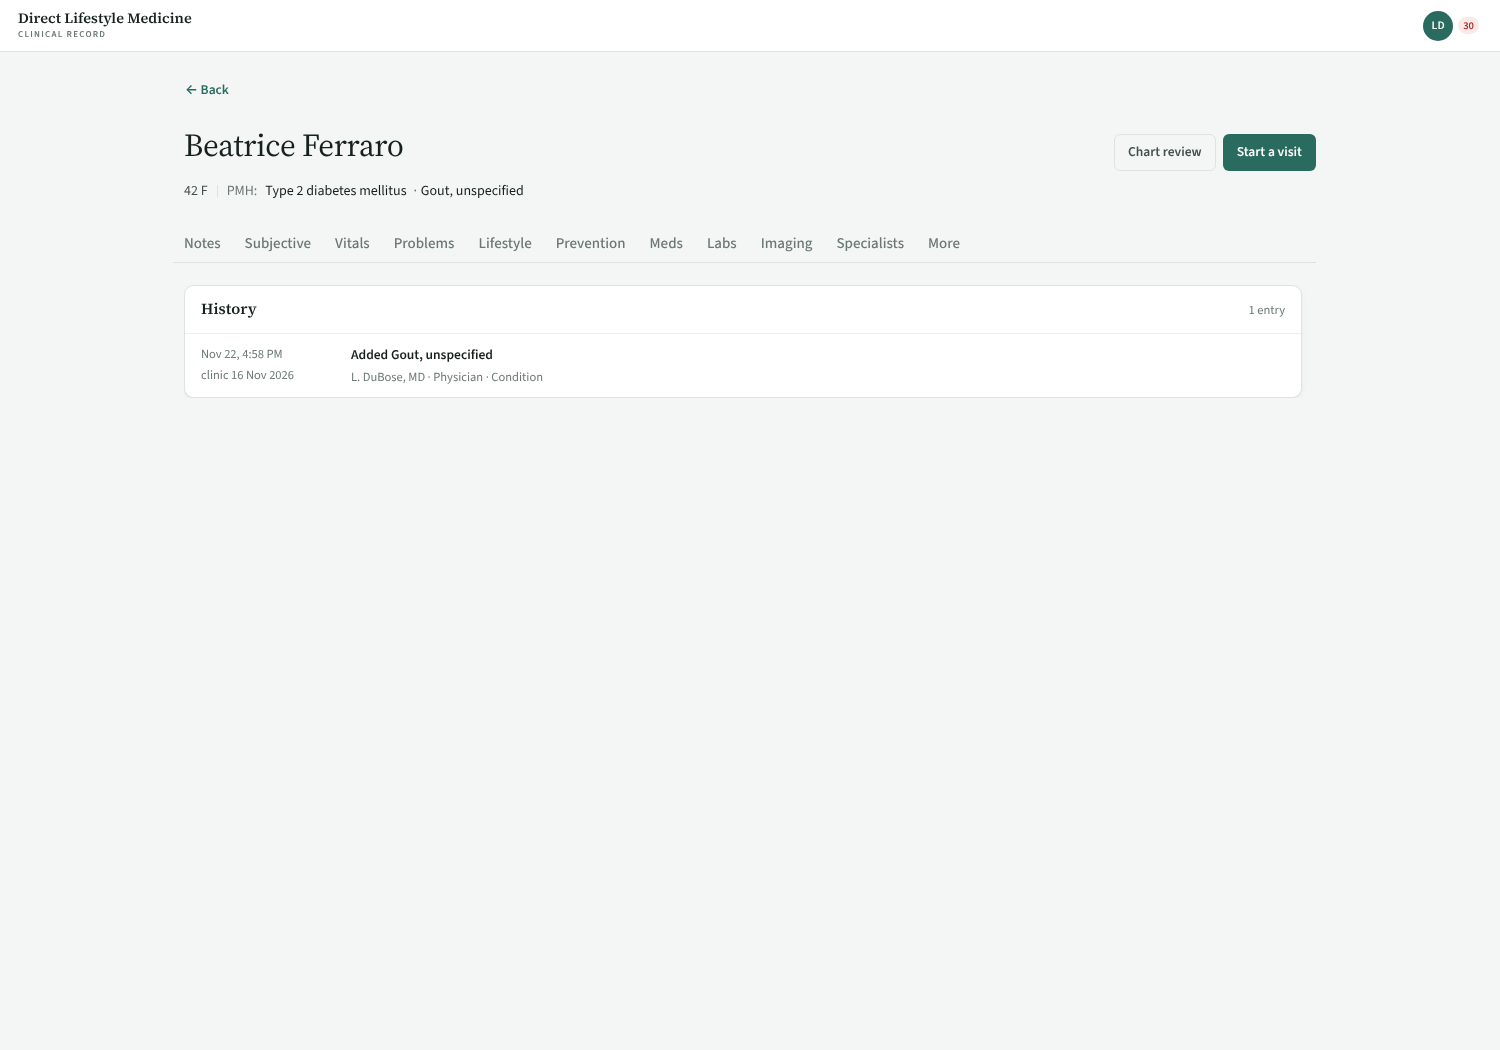 Direct Lifestyle Medicine
CLINICAL RECORD
LD 30
← Back
Beatrice Ferraro
Chart review Start a visit
42 F PMH: Type 2 diabetes mellitus · Gout, unspecified
Notes Subjective Vitals Problems Lifestyle Prevention Meds Labs Imaging Specialists More
History 1 entry
Nov 22, 4:58 PM Added Gout, unspecified
clinic 16 Nov 2026 L. DuBose, MD · Physician · Condition